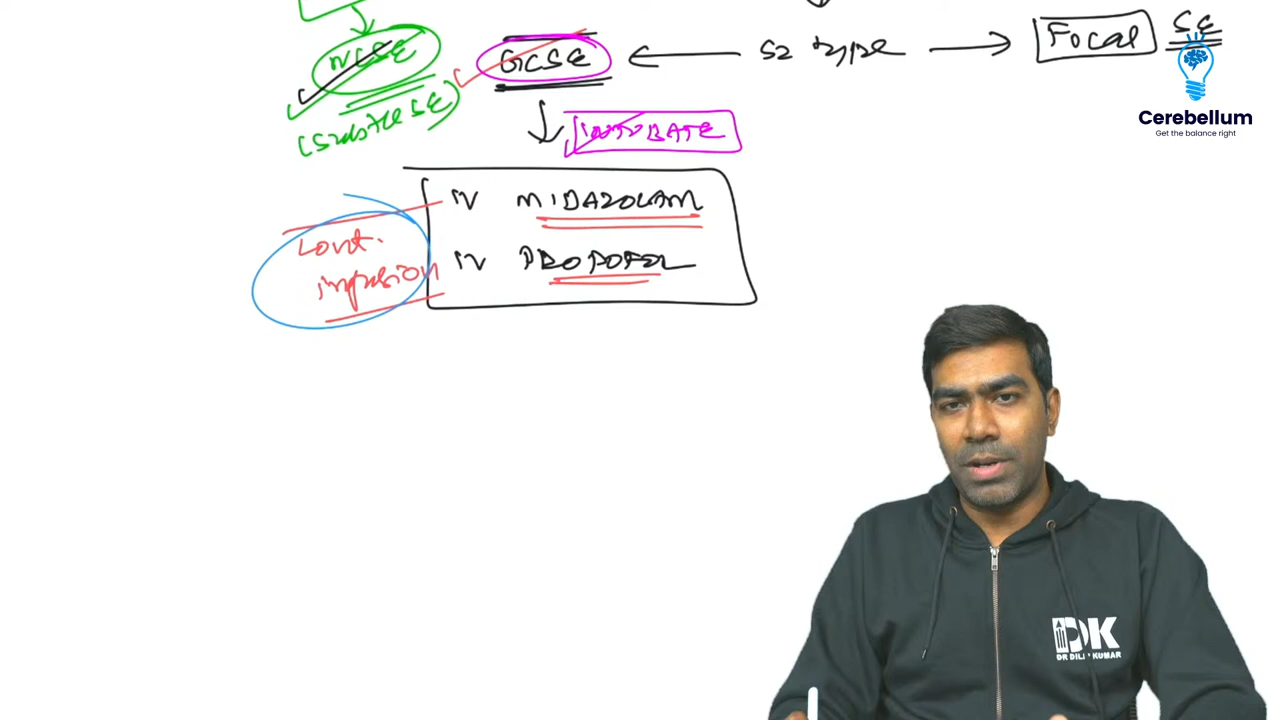 NCSE
(Subtle SE)
GCSE
Sz type
Focal SE
INTUBATE
IV MIDAZOLAM
IV PROPOFOL
Cont.
infusion
Cerebellum
Get the balance right
DK
DR DILIP KUMAR